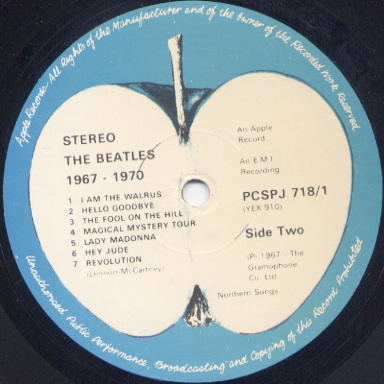 Apple Records-All Rights of the Manufacturer and of the Owner of the Recorded Work Reserved
STEREO
THE BEATLES
1967 - 1970
1 I AM THE WALRUS
2 HELLO GOODBYE
3 THE FOOL ON THE HILL
4 MAGICAL MYSTERY TOUR
5 LADY MADONNA
6 HEY JUDE
7 REVOLUTION
(Lennon-McCartney)
An Apple
Record
An E M I
Recording
PCSPJ 718/1
(YEX 910)
Side Two
(P) 1967 - The
Gramophone
Co Ltd
Northern Songs
Unauthorised Public Performance, Broadcasting and Copying of this Record Prohibited